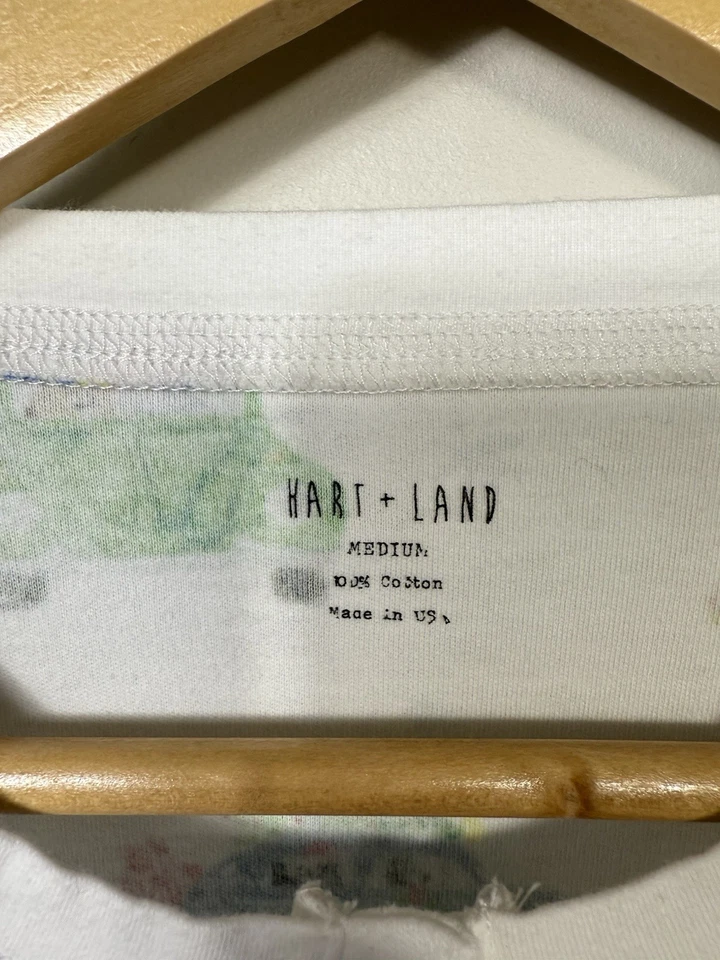 HART + LAND
MEDIUM
100% Cotton
Made in USA